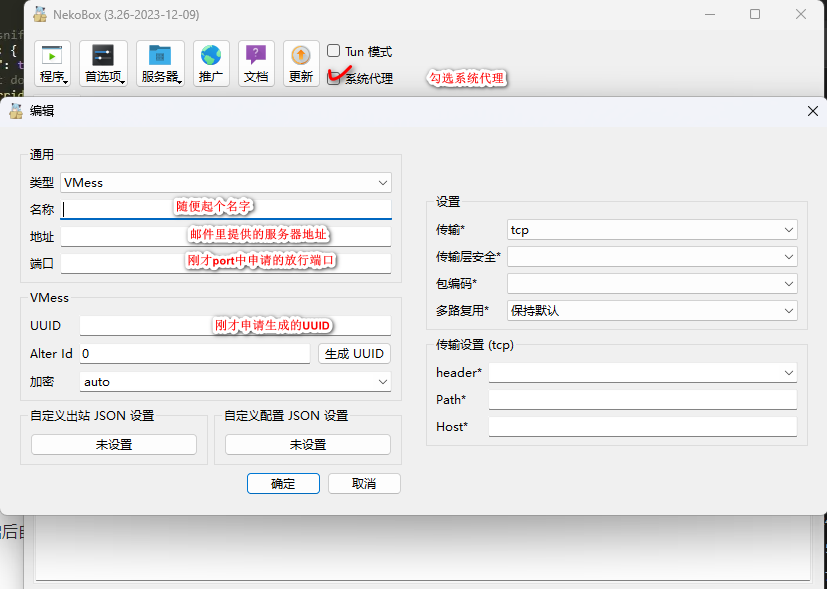 NekoBox (3.26-2023-12-09)
程序 首选项 服务器 推广 文档 更新
Tun 模式
系统代理
勾选系统代理
编辑
通用
类型 VMess
名称 随便起个名字
地址 邮件里提供的服务器地址
端口 刚才port中申请的放行端口
VMess
UUID 刚才申请生成的UUID
Alter Id 0 生成 UUID
加密 auto
自定义出站 JSON 设置 自定义配置 JSON 设置
未设置 未设置
确定 取消
设置
传输* tcp
传输层安全*
包编码*
多路复用* 保持默认
传输设置 (tcp)
header*
Path*
Host*